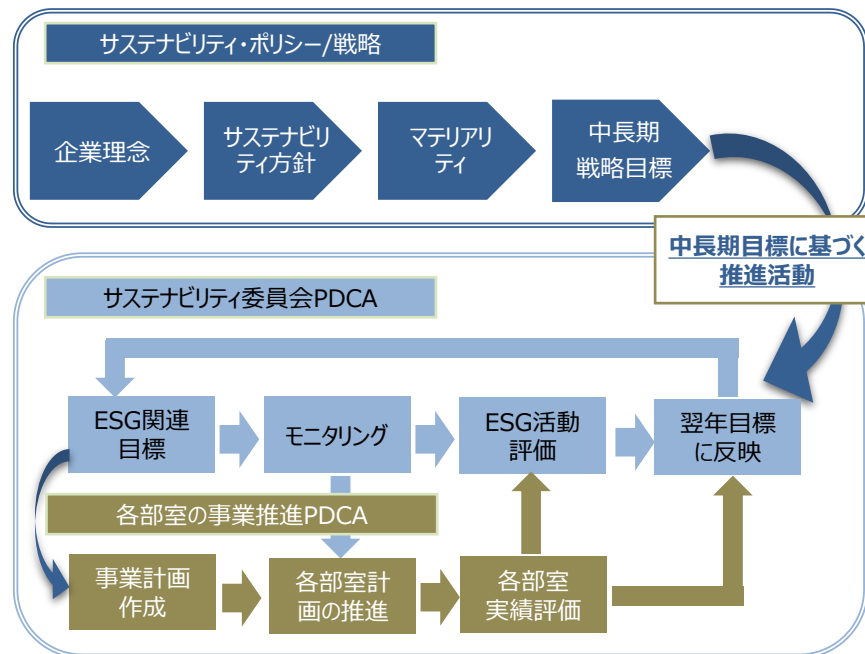 サステナビリティ・ポリシー/戦略
企業理念
サステナビリ
ティ方針
マテリアリ
ティ
中長期
戦略目標
中長期目標に基づく
推進活動
サステナビリティ委員会PDCA
ESG関連
目標
モニタリング
ESG活動
評価
翌年目標
に反映
各部室の事業推進PDCA
事業計画
作成
各部室計
画の推進
各部室
実績評価